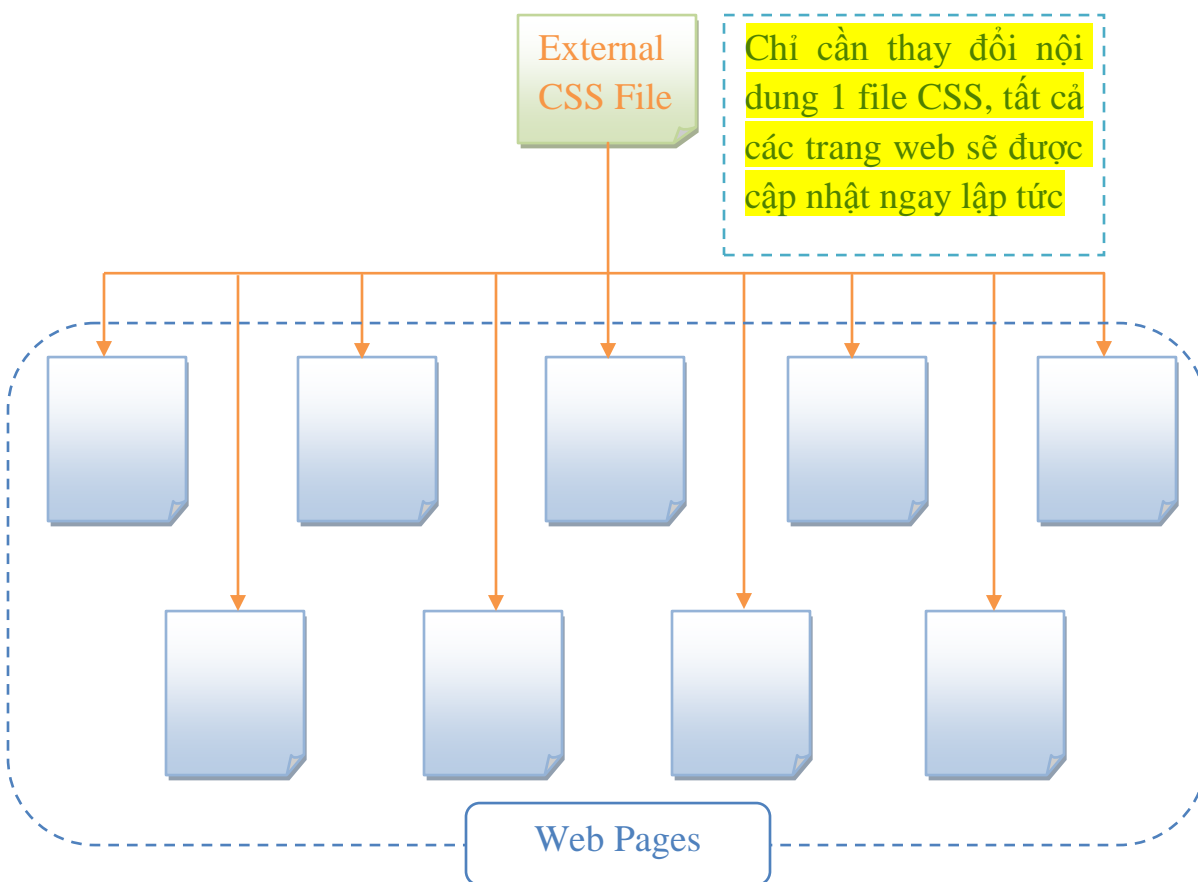 External
CSS File
Chỉ cần thay đổi nội
dung 1 file CSS, tất cả
các trang web sẽ được
cập nhật ngay lập tức
Web Pages